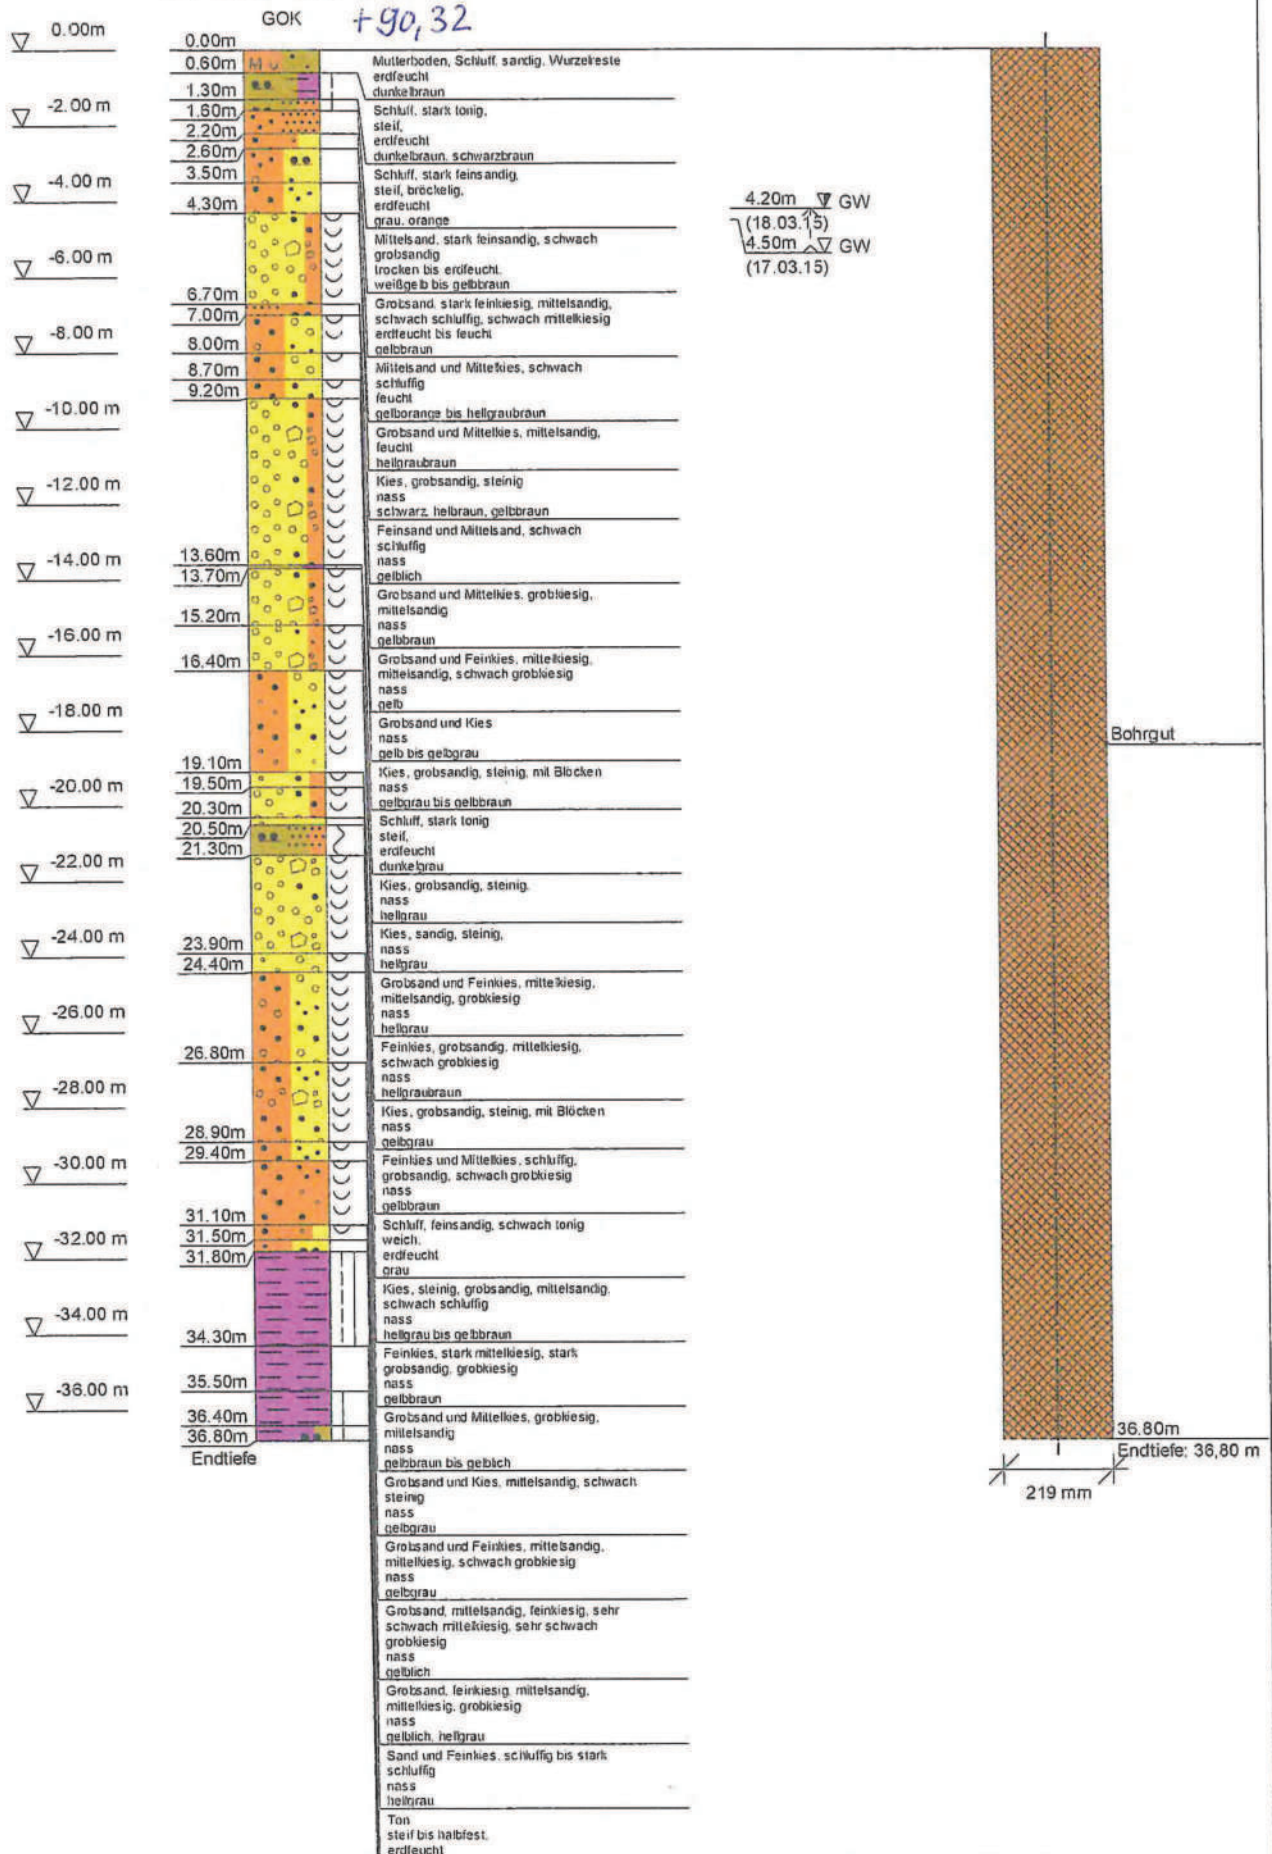 GOK
+90,32
0.00m
-2.00 m
-4.00 m
-6.00 m
-8.00 m
-10.00 m
-12.00 m
-14.00 m
-16.00 m
-18.00 m
-20.00 m
-22.00 m
-24.00 m
-26.00 m
-28.00 m
-30.00 m
-32.00 m
-34.00 m
-36.00 m
0.00m
0.60m
1.30m
1.60m
2.20m
2.60m
3.50m
4.30m
6.70m
7.00m
8.00m
8.70m
9.20m
13.60m
13.70m
15.20m
16.40m
19.10m
19.50m
20.30m
20.50m
21.30m
23.90m
24.40m
26.80m
28.90m
29.40m
31.10m
31.50m
31.80m
34.30m
35.50m
36.40m
36.80m
Endtiefe
Mutterboden, Schluff, sandig, Wurzelreste
erdfeucht
dunkelbraun
Schluff, stark tonig,
steif,
erdfeucht
dunkelbraun, schwarzbraun
Schluff, stark feinsandig,
steif, bröckelig,
erdfeucht
grau, orange
Mittelsand, stark feinsandig, schwach
grobsandig
trocken bis erdfeucht,
weißgelb bis gelbbraun
Grobsand, stark feinkiesig, mittelsandig,
schwach schluffig, schwach mittelkiesig
erdfeucht bis feucht
gelbbraun
Mittelsand und Mittelkies, schwach
schluffig
feucht
gelborange bis hellgraubraun
Grobsand und Mittelkies, mittelsandig,
feucht
hellgraubraun
Kies, grobsandig, steinig
nass
schwarz, helbraun, gelbbraun
Feinsand und Mittelsand, schwach
schluffig
nass
gelblich
Grobsand und Mittelkies, grobkiesig,
mittelsandig
nass
gelbbraun
Grobsand und Feinkies, mittelkiesig,
mittelsandig, schwach grobkiesig
nass
gelb
Grobsand und Kies
nass
gelb bis gelbgrau
Kies, grobsandig, steinig, mit Blöcken
nass
gelbgrau bis gelbbraun
Schluff, stark tonig
steif,
erdfeucht
dunkelgrau
Kies, grobsandig, steinig,
nass
hellgrau
Kies, sandig, steinig,
nass
hellgrau
Grobsand und Feinkies, mittelkiesig,
mittelsandig, grobkiesig
nass
hellgrau
Feinkies, grobsandig, mittelkiesig,
schwach grobkiesig
nass
hellgraubraun
Kies, grobsandig, steinig, mit Blöcken
nass
gelbgrau
Feinkies und Mittelkies, schluffig,
grobsandig, schwach grobkiesig
nass
gelbbraun
Schluff, feinsandig, schwach tonig
weich,
erdfeucht
grau
Kies, steinig, grobsandig, mittelsandig,
schwach schluffig
nass
hellgrau bis gelbbraun
Feinkies, stark mittelkiesig, stark
grobsandig, grobkiesig
nass
gelbbraun
Grobsand und Mittelkies, grobkiesig,
mittelsandig
nass
gelbbraun bis gelblich
Grobsand und Kies, mittelsandig, schwach
steinig
nass
gelbgrau
Grobsand und Feinkies, mittelsandig,
mittelkiesig, schwach grobkiesig
nass
gelbgrau
Grobsand, mittelsandig, feinkiesig, sehr
schwach mittelkiesig, sehr schwach
grobkiesig
nass
gelblich
Grobsand, feinkiesig, mittelsandig,
mittelkiesig, grobkiesig
nass
gelblich, hellgrau
Sand und Feinkies, schluffig bis stark
schluffig
nass
hellgrau
Ton
steif bis halbfest,
erdfeucht
4.20m GW
(18.03.15)
4.50m GW
(17.03.15)
Bohrgut
36.80m
Endtiefe: 36,80 m
219 mm